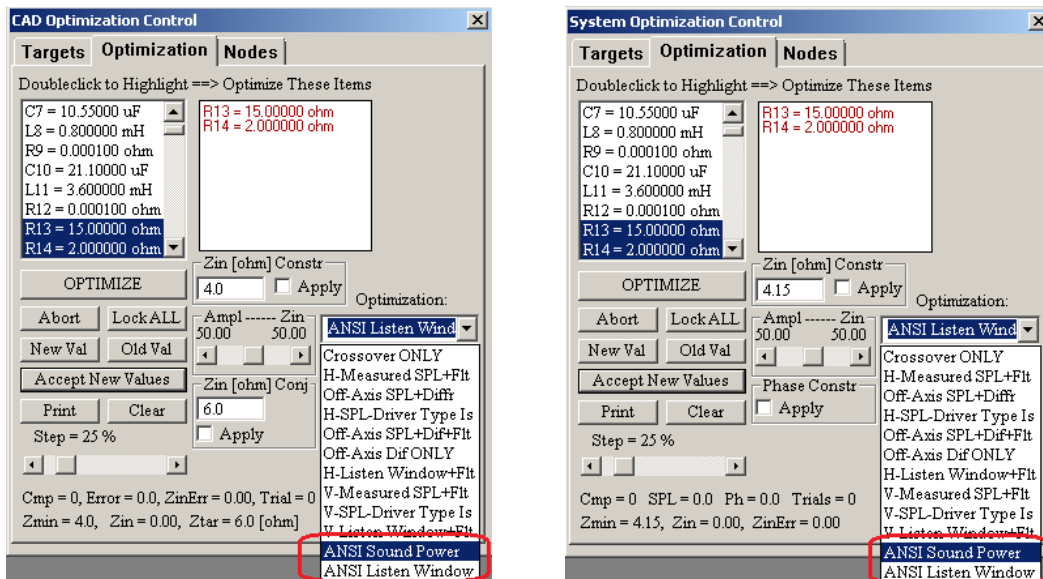 CAD Optimization Control
Targets Optimization Nodes
Doubleclick to Highlight ==> Optimize These Items
C7 = 10.55000 uF
L8 = 0.800000 mH
R9 = 0.000100 ohm
C10 = 21.10000 uF
L11 = 3.600000 mH
R12 = 0.000100 ohm
R13 = 15.00000 ohm
R14 = 2.000000 ohm
R13 = 15.00000 ohm
R14 = 2.000000 ohm
OPTIMIZE
Zin [ohm] Constr
4.0 Apply
Optimization:
Abort LockALL
Ampl ------ Zin
50.00 50.00
ANSI Listen Wind
New Val Old Val
Accept New Values
Zin [ohm] Conj
6.0
Apply
Print Clear
Step = 25 %
Crossover ONLY
H-Measured SPL+Flt
Off-Axis SPL+Diffr
H-SPL-Driver Type Is
Off-Axis SPL+Dif+Flt
Off-Axis Dif ONLY
H-Listen Window+Flt
V-Measured SPL+Flt
V-SPL-Driver Type Is
V-Listen Window+Flt
ANSI Sound Power
ANSI Listen Window
Cmp = 0, Error = 0.0, ZinErr = 0.00, Trial = 0
Zmin = 4.0, Zin = 0.00, Ztar = 6.0 [ohm]
System Optimization Control
Targets Optimization Nodes
Doubleclick to Highlight ==> Optimize These Items
C7 = 10.55000 uF
L8 = 0.800000 mH
R9 = 0.000100 ohm
C10 = 21.10000 uF
L11 = 3.600000 mH
R12 = 0.000100 ohm
R13 = 15.00000 ohm
R14 = 2.000000 ohm
R13 = 15.00000 ohm
R14 = 2.000000 ohm
OPTIMIZE
Zin [ohm] Constr
4.15 Apply
Optimization:
Abort LockALL
Ampl ------ Zin
50.00 50.00
ANSI Listen Wind
New Val Old Val
Accept New Values
Phase Constr
Apply
Print Clear
Step = 25 %
Crossover ONLY
H-Measured SPL+Flt
Off-Axis SPL+Diffr
H-SPL-Driver Type Is
Off-Axis SPL+Dif+Flt
Off-Axis Dif ONLY
H-Listen Window+Flt
V-Measured SPL+Flt
V-SPL-Driver Type Is
V-Listen Window+Flt
ANSI Sound Power
ANSI Listen Window
Cmp = 0 SPL = 0.0 Ph = 0.0 Trials = 0
Zmin = 4.15, Zin = 0.00, ZinErr = 0.00